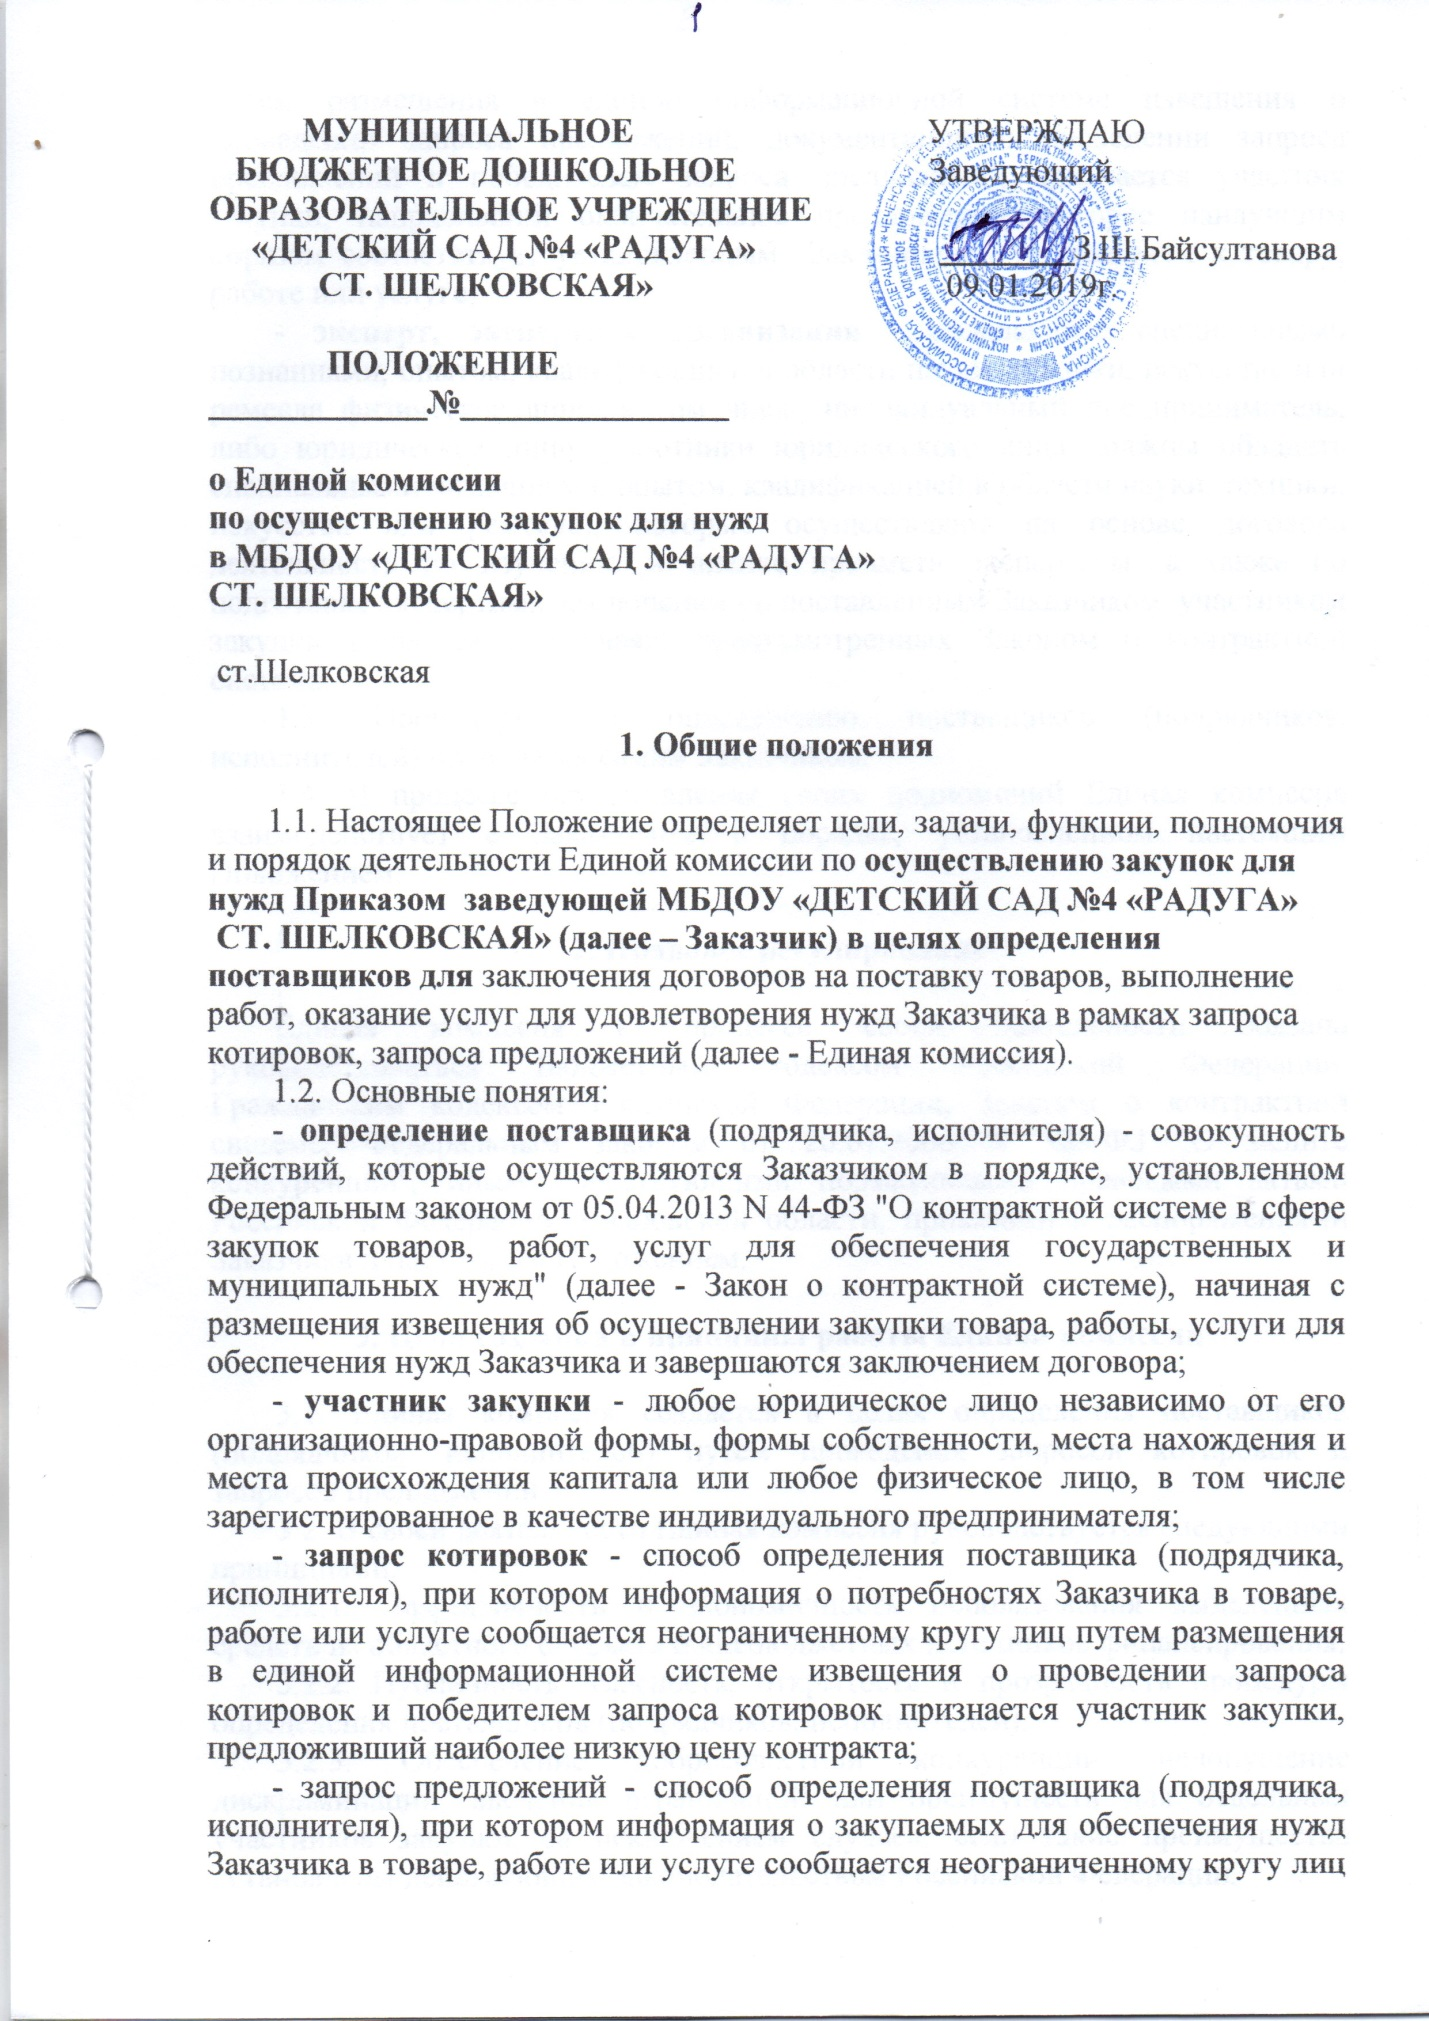 МУНИЦИПАЛЬНОЕ
БЮДЖЕТНОЕ ДОШКОЛЬНОЕ
ОБРАЗОВАТЕЛЬНОЕ УЧРЕЖДЕНИЕ
«ДЕТСКИЙ САД №4 «РАДУГА»
СТ. ШЕЛКОВСКАЯ»
УТВЕРЖДАЮ
Заведующий
________З.Ш.Байсултанова
09.01.2019г
ПОЛОЖЕНИЕ
_____________№________________
о Единой комиссии
по осуществлению закупок для нужд
в МБДОУ «ДЕТСКИЙ САД №4 «РАДУГА»
СТ. ШЕЛКОВСКАЯ»
ст.Шелковская
1. Общие положения
1.1. Настоящее Положение определяет цели, задачи, функции, полномочия
и порядок деятельности Единой комиссии по осуществлению закупок для
нужд Приказом заведующей МБДОУ «ДЕТСКИЙ САД №4 «РАДУГА»
СТ. ШЕЛКОВСКАЯ» (далее – Заказчик) в целях определения
поставщиков для заключения договоров на поставку товаров, выполнение
работ, оказание услуг для удовлетворения нужд Заказчика в рамках запроса
котировок, запроса предложений (далее - Единая комиссия).
1.2. Основные понятия:
- определение поставщика (подрядчика, исполнителя) - совокупность
действий, которые осуществляются Заказчиком в порядке, установленном
Федеральным законом от 05.04.2013 N 44-ФЗ "О контрактной системе в сфере
закупок товаров, работ, услуг для обеспечения государственных и
муниципальных нужд" (далее - Закон о контрактной системе), начиная с
размещения извещения об осуществлении закупки товара, работы, услуги для
обеспечения нужд Заказчика и завершаются заключением договора;
- участник закупки - любое юридическое лицо независимо от его
организационно-правовой формы, формы собственности, места нахождения и
места происхождения капитала или любое физическое лицо, в том числе
зарегистрированное в качестве индивидуального предпринимателя;
- запрос котировок - способ определения поставщика (подрядчика,
исполнителя), при котором информация о потребностях Заказчика в товаре,
работе или услуге сообщается неограниченному кругу лиц путем размещения
в единой информационной системе извещения о проведении запроса
котировок и победителем запроса котировок признается участник закупки,
предложивший наиболее низкую цену контракта;
- запрос предложений - способ определения поставщика (подрядчика,
исполнителя), при котором информация о закупаемых для обеспечения нужд
Заказчика в товаре, работе или услуге сообщается неограниченному кругу лиц